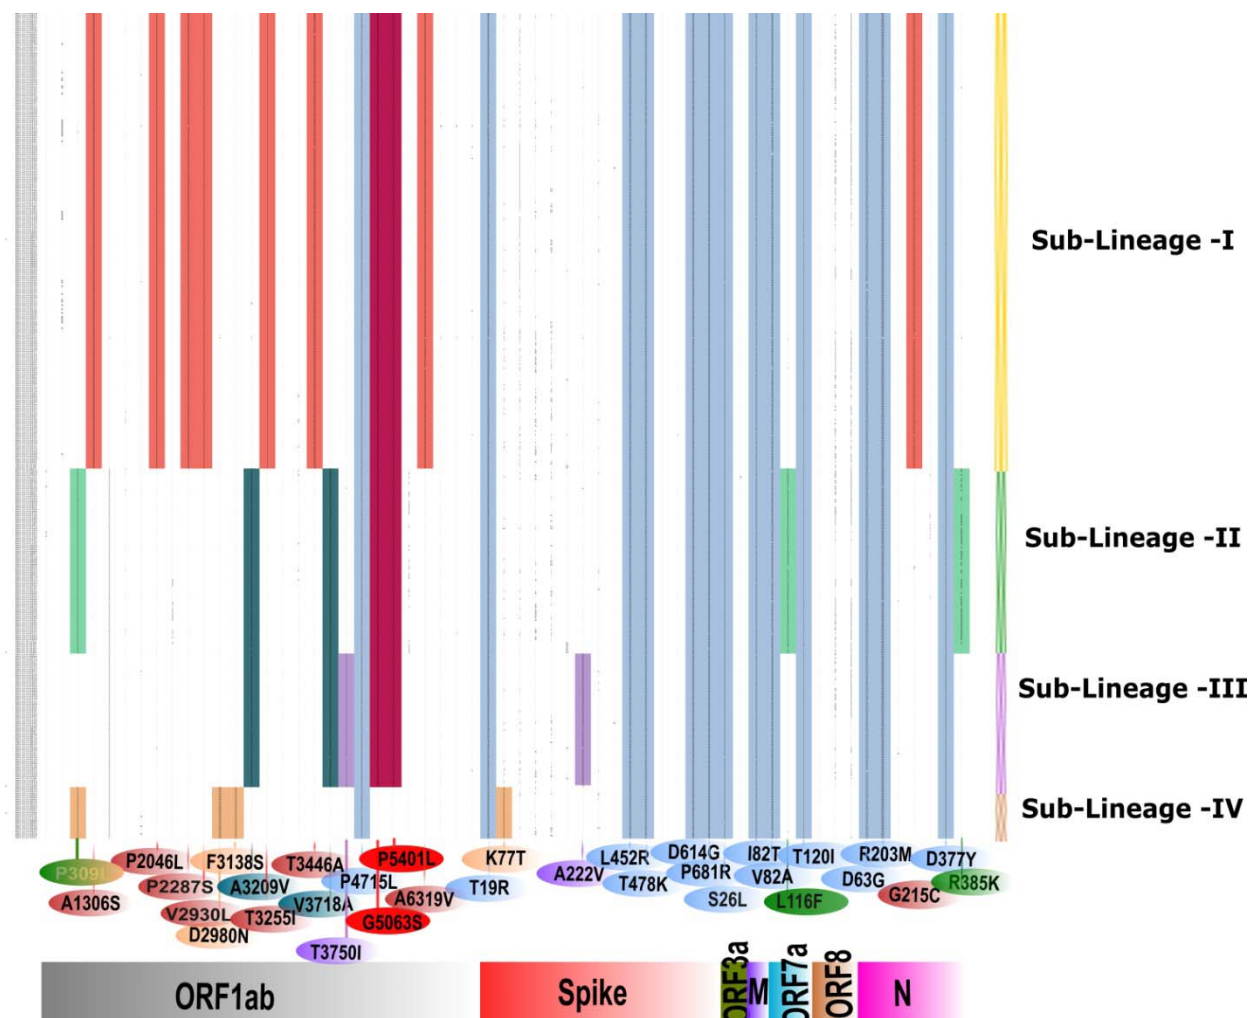 Sub-Lineage -I
Sub-Lineage -II
Sub-Lineage -III
Sub-Lineage -IV
P309L
A1306S
P2046L
P2287S
V2930L
D2980N
F3138S
A3209V
T3255I
T3446A
V3718A
T3750I
P4715L
P5401L
G5063S
A6319V
K77T
T19R
A222V
L452R
T478K
D614G
P681R
S26L
I82T
V82A
L116F
T120I
R203M
D63G
G215C
D377Y
R385K
ORF1ab
Spike
ORF3a
M
ORF7a
ORF8
N